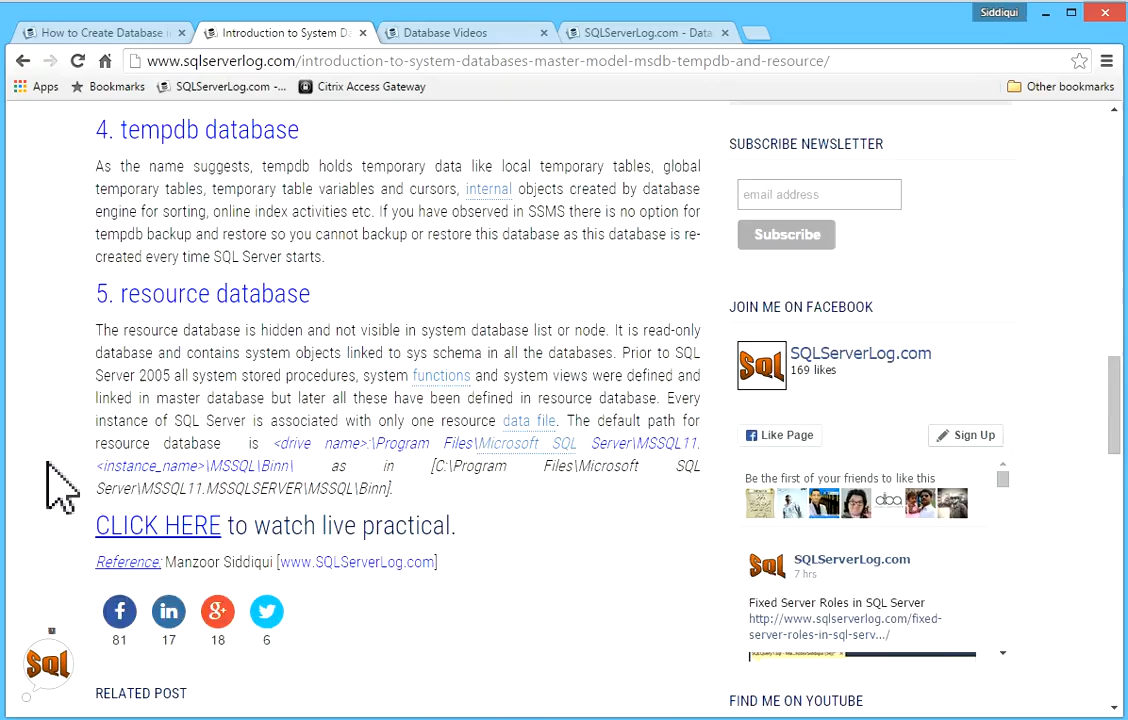 Siddiqui
How to Create Database i
Introduction to System D
Database Videos
SQLServerLog.com - Data
www.sqlserverlog.com/introduction-to-system-databases-master-model-msdb-tempdb-and-resource/
Apps
Bookmarks
SQLServerLog.com -...
Citrix Access Gateway
Other bookmarks
4. tempdb database
As the name suggests, tempdb holds temporary data like local temporary tables, global
temporary tables, temporary table variables and cursors, internal objects created by database
engine for sorting, online index activities etc. If you have observed in SSMS there is no option for
tempdb backup and restore so you cannot backup or restore this database as this database is re-
created every time SQL Server starts.
5. resource database
The resource database is hidden and not visible in system database list or node. It is read-only
database and contains system objects linked to sys schema in all the databases. Prior to SQL
Server 2005 all system stored procedures, system functions and system views were defined and
linked in master database but later all these have been defined in resource database. Every
instance of SQL Server is associated with only one resource data file. The default path for
resource database is <drive name>:\Program Files\Microsoft SQL Server\MSSQL11.
<instance_name>\MSSQL\Binn\ as in [C:\Program Files\Microsoft SQL
Server\MSSQL11.MSSQLSERVER\MSSQL\Binn].
CLICK HERE to watch live practical.
Reference: Manzoor Siddiqui [www.SQLServerLog.com]
81
17
18
6
Sql
RELATED POST
SUBSCRIBE NEWSLETTER
email address
Subscribe
JOIN ME ON FACEBOOK
Sql
SQLServerLog.com
169 likes
Like Page
Sign Up
Be the first of your friends to like this
dba
Sql
SQLServerLog.com
7 hrs
Fixed Server Roles in SQL Server
http://www.sqlserverlog.com/fixed-
server-roles-in-sql-serv.../
FIND ME ON YOUTUBE